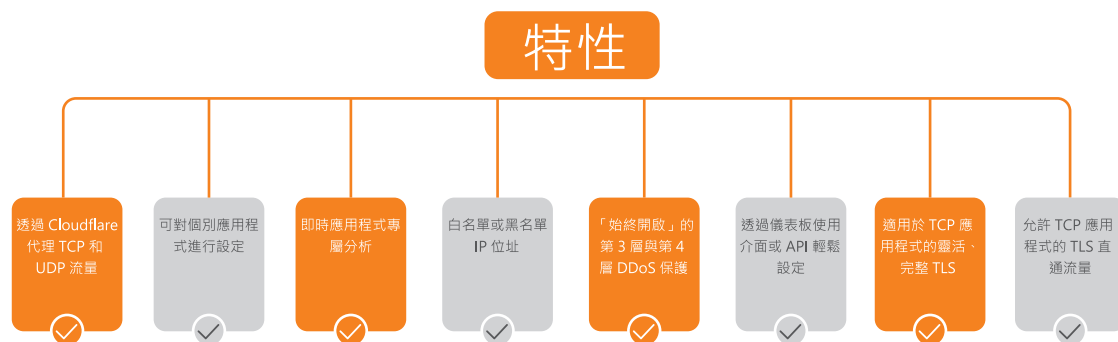 特性
透過 Cloudflare
代理 TCP 和
UDP 流量
可對個別應用程
式進行設定
即時應用程式專
屬分析
白名單或黑名單
IP 位址
「始終開啟」的
第 3 層與第 4
層 DDoS 保護
透過儀表板使用
介面或 API 輕鬆
設定
適用於 TCP 應
用程式的靈活、
完整 TLS
允許 TCP 應用
程式的 TLS 直
通流量